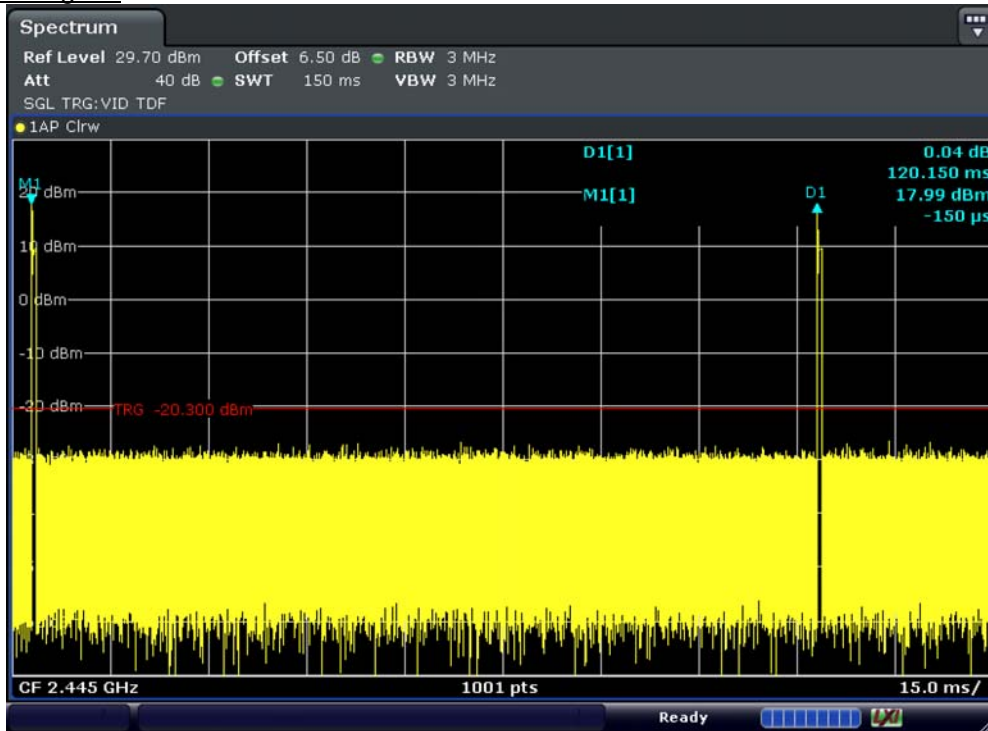 Spectrum
Ref Level 29.70 dBm Offset 6.50 dB RBW 3 MHz
Att 40 dB SWT 150 ms VBW 3 MHz
SGL TRG:VID TDF
1AP Clrw
D1[1] 0.04 dB
120.150 ms
M1[1] 17.99 dBm
-150 µs
M1
D1
20 dBm
10 dBm
0 dBm
-10 dBm
-20 dBm
TRG -20.300 dBm
CF 2.445 GHz 1001 pts 15.0 ms/
Ready LXI